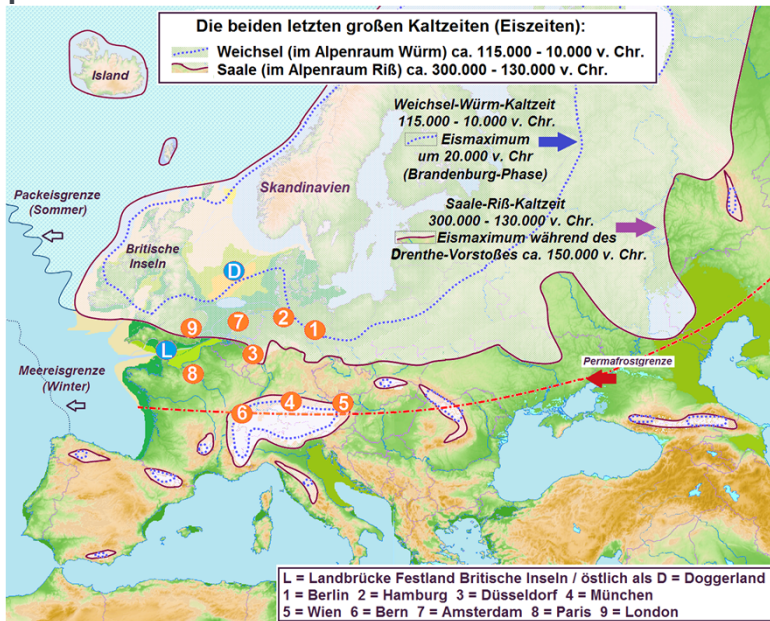 Die beiden letzten großen Kaltzeiten (Eiszeiten):
Weichsel (im Alpenraum Würm) ca. 115.000 - 10.000 v. Chr.
Saale (im Alpenraum Riß) ca. 300.000 - 130.000 v. Chr.
Island
Weichsel-Würm-Kaltzeit
115.000 - 10.000 v. Chr.
Eismaximum
um 20.000 v. Chr
(Brandenburg-Phase)
Skandinavien
Saale-Riß-Kaltzeit
300.000 - 130.000 v. Chr.
Eismaximum während des
Drenthe-Vorstoßes ca. 150.000 v. Chr.
Packeisgrenze
(Sommer)
Britische
Inseln
D
9
7
2
1
L
3
8
Permafrostgrenze
Meereisgrenze
(Winter)
6
4
5
L = Landbrücke Festland Britische Inseln / östlich als D = Doggerland
1 = Berlin 2 = Hamburg 3 = Düsseldorf 4 = München
5 = Wien 6 = Bern 7 = Amsterdam 8 = Paris 9 = London